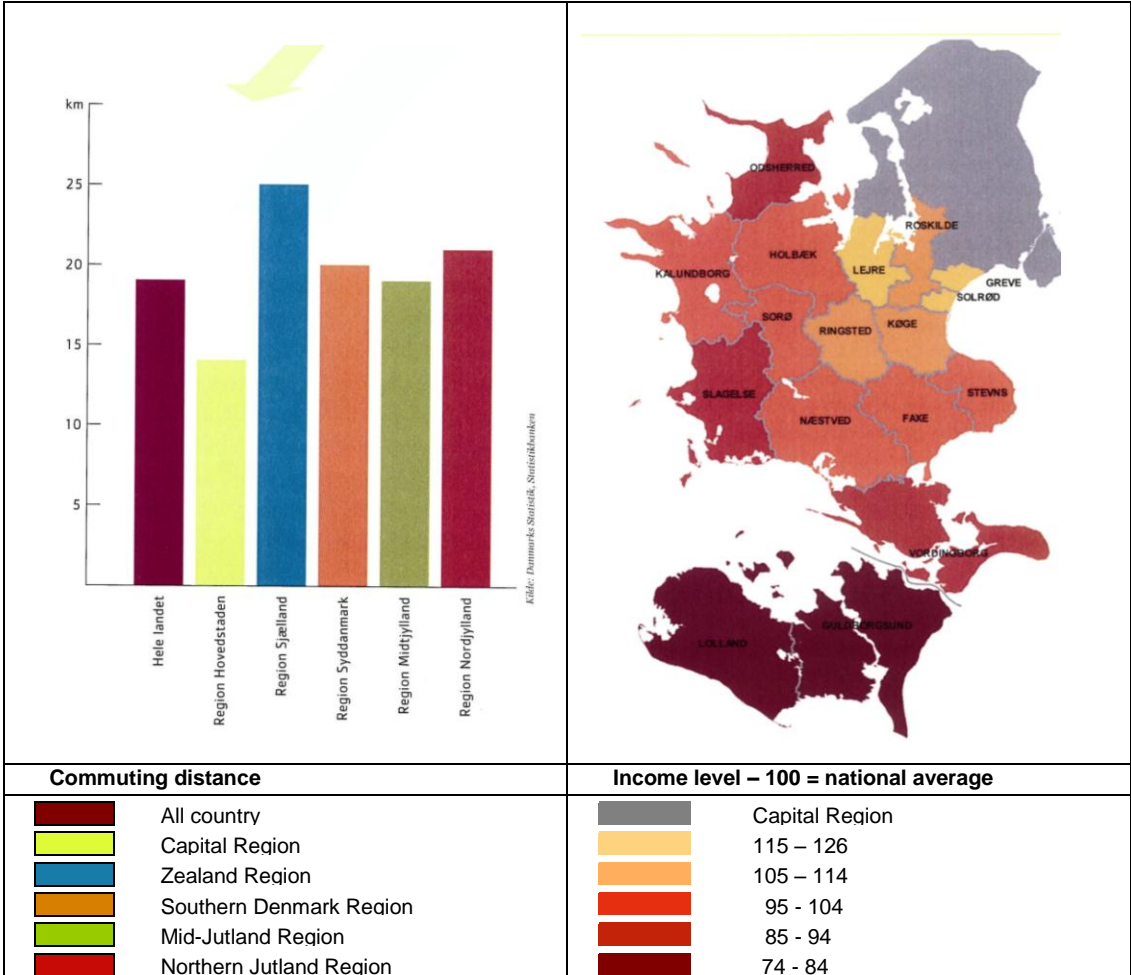 km
25
20
15
10
5
Hele landet
Region Hovedstaden
Region Sjælland
Region Syddanmark
Region Midtjylland
Region Nordjylland
Kilde: Danmarks Statistik, Statistikbanken
ODSHERRED
ROSKILDE
HOLBÆK
LEJRE
KALUNDBORG
GREVE
SOLRØD
SORØ
RINGSTED
KØGE
SLAGELSE
STEVNS
NÆSTVED
FAXE
VORDINGBORG
GULDBORGSUND
LOLLAND
Commuting distance
All country
Capital Region
Zealand Region
Southern Denmark Region
Mid-Jutland Region
Northern Jutland Region
Income level – 100 = national average
Capital Region
115 – 126
105 – 114
95 - 104
85 - 94
74 - 84